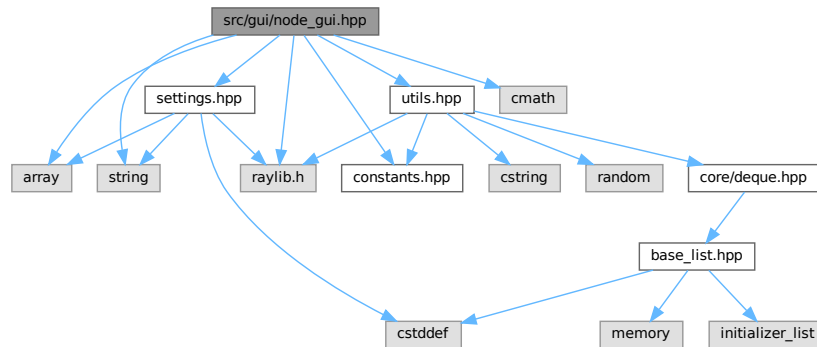 src/gui/node_gui.hpp
settings.hpp
utils.hpp
cmath
array
string
raylib.h
constants.hpp
cstring
random
core/deque.hpp
base_list.hpp
cstddef
memory
initializer_list